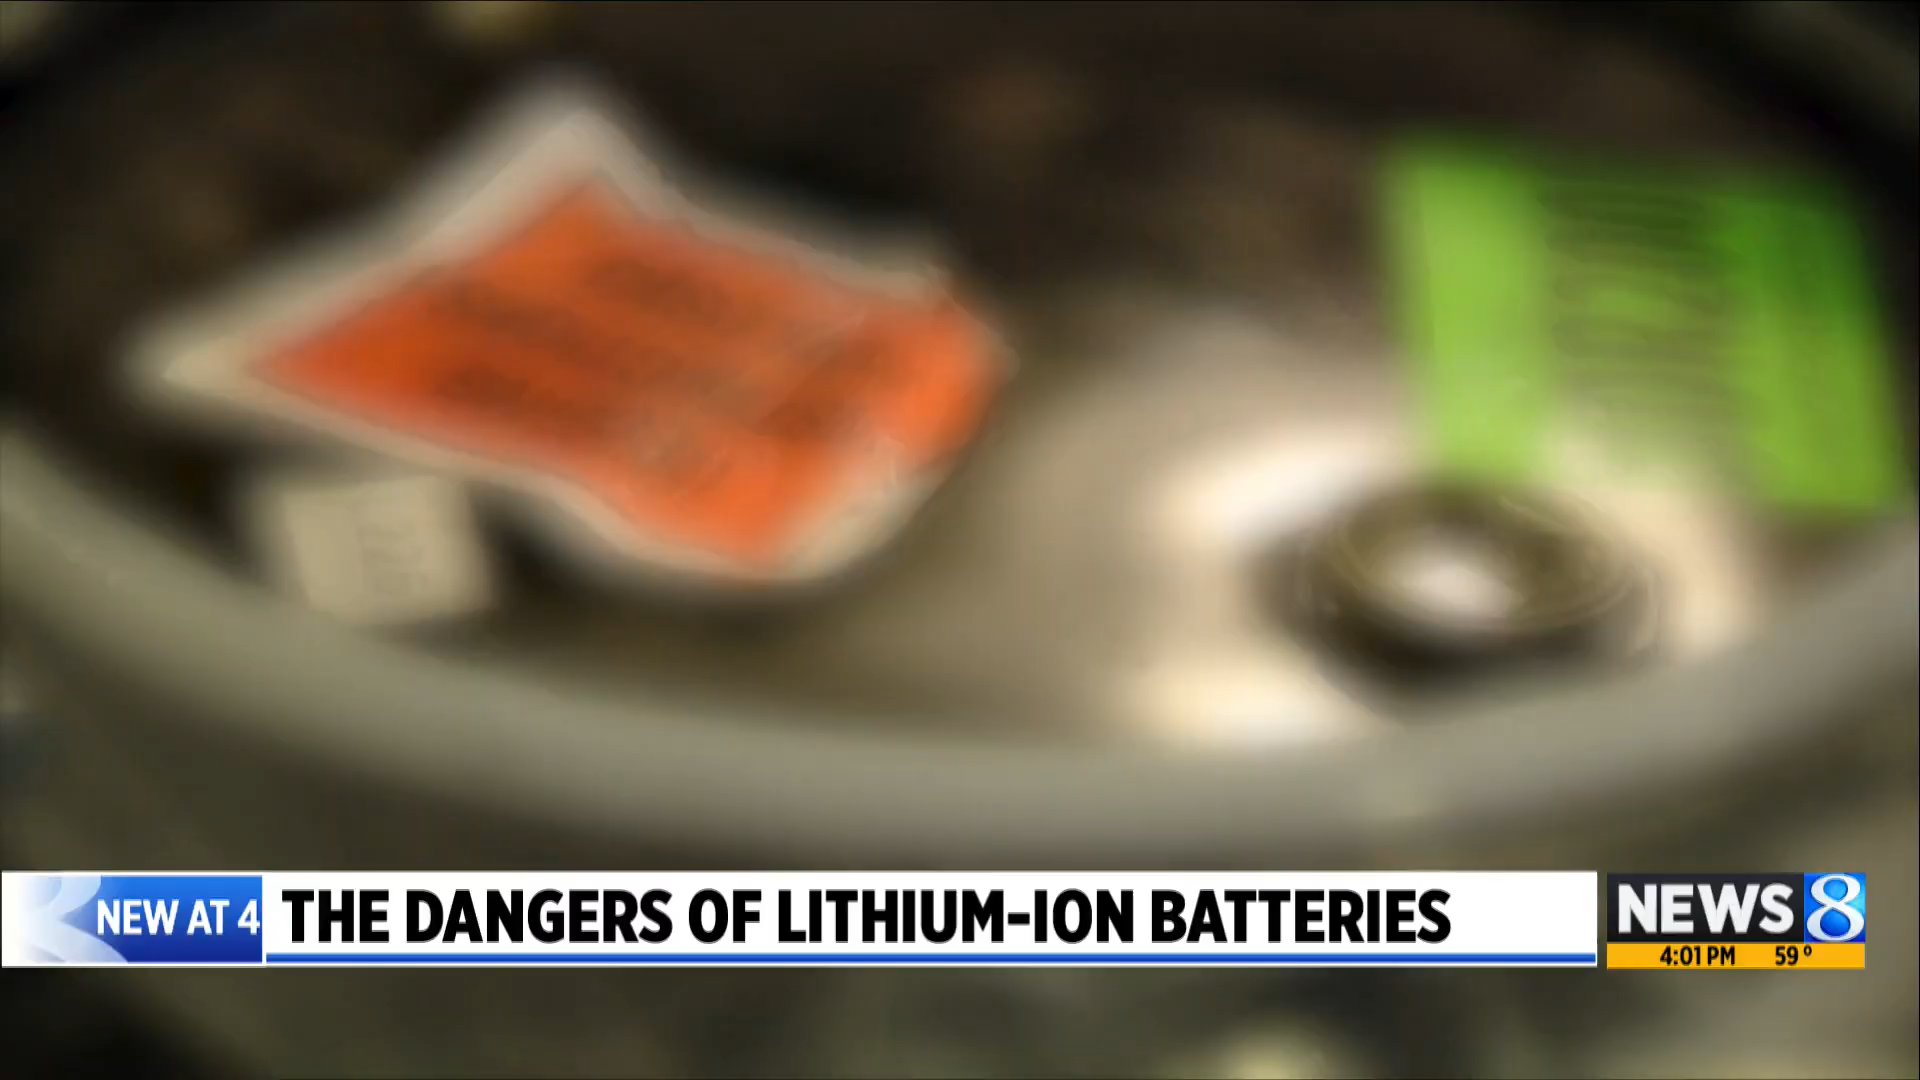 NEW AT 4
THE DANGERS OF LITHIUM-ION BATTERIES
NEWS 8
4:01 PM 59°